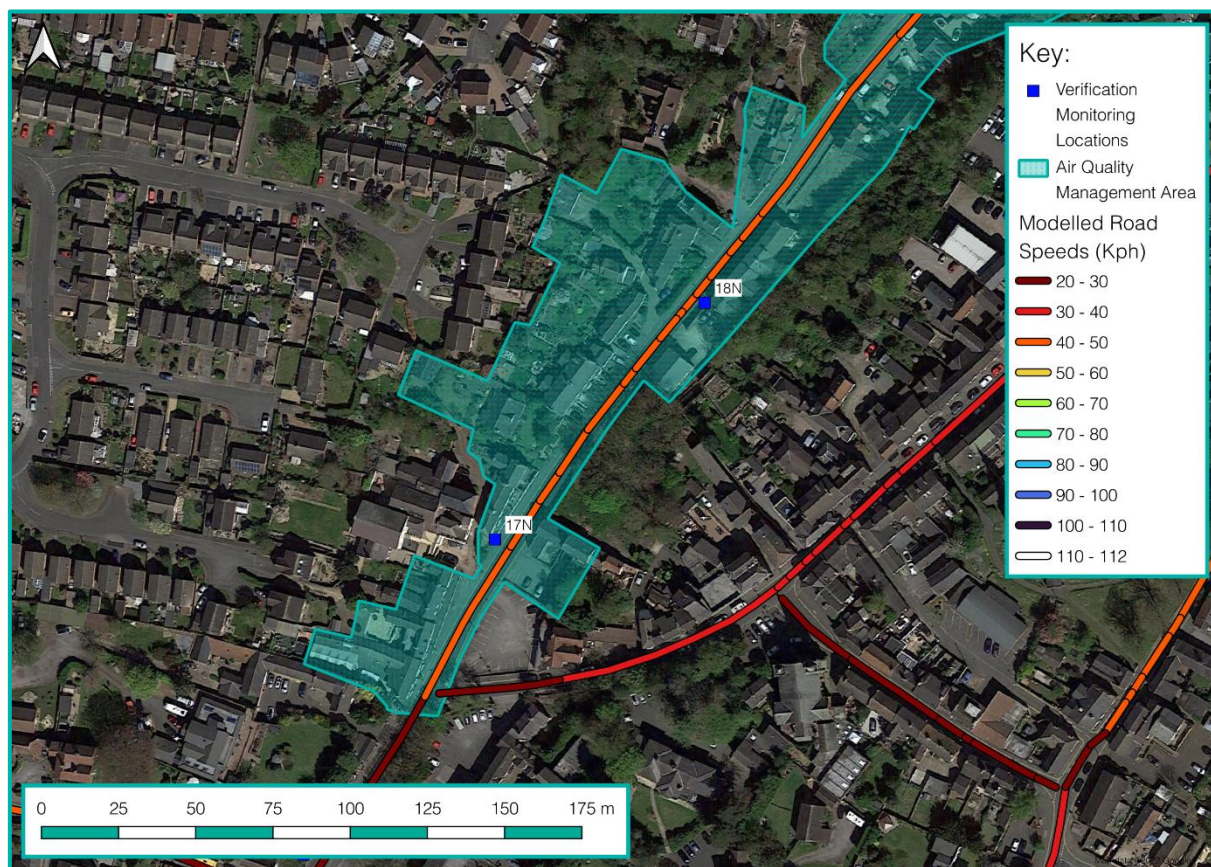 Key:
Verification
Monitoring
Locations
Air Quality
Management Area
Modelled Road
Speeds (Kph)
20 - 30
30 - 40
40 - 50
50 - 60
60 - 70
70 - 80
80 - 90
90 - 100
100 - 110
110 - 112
18N
17N
0 25 50 75 100 125 150 175 m